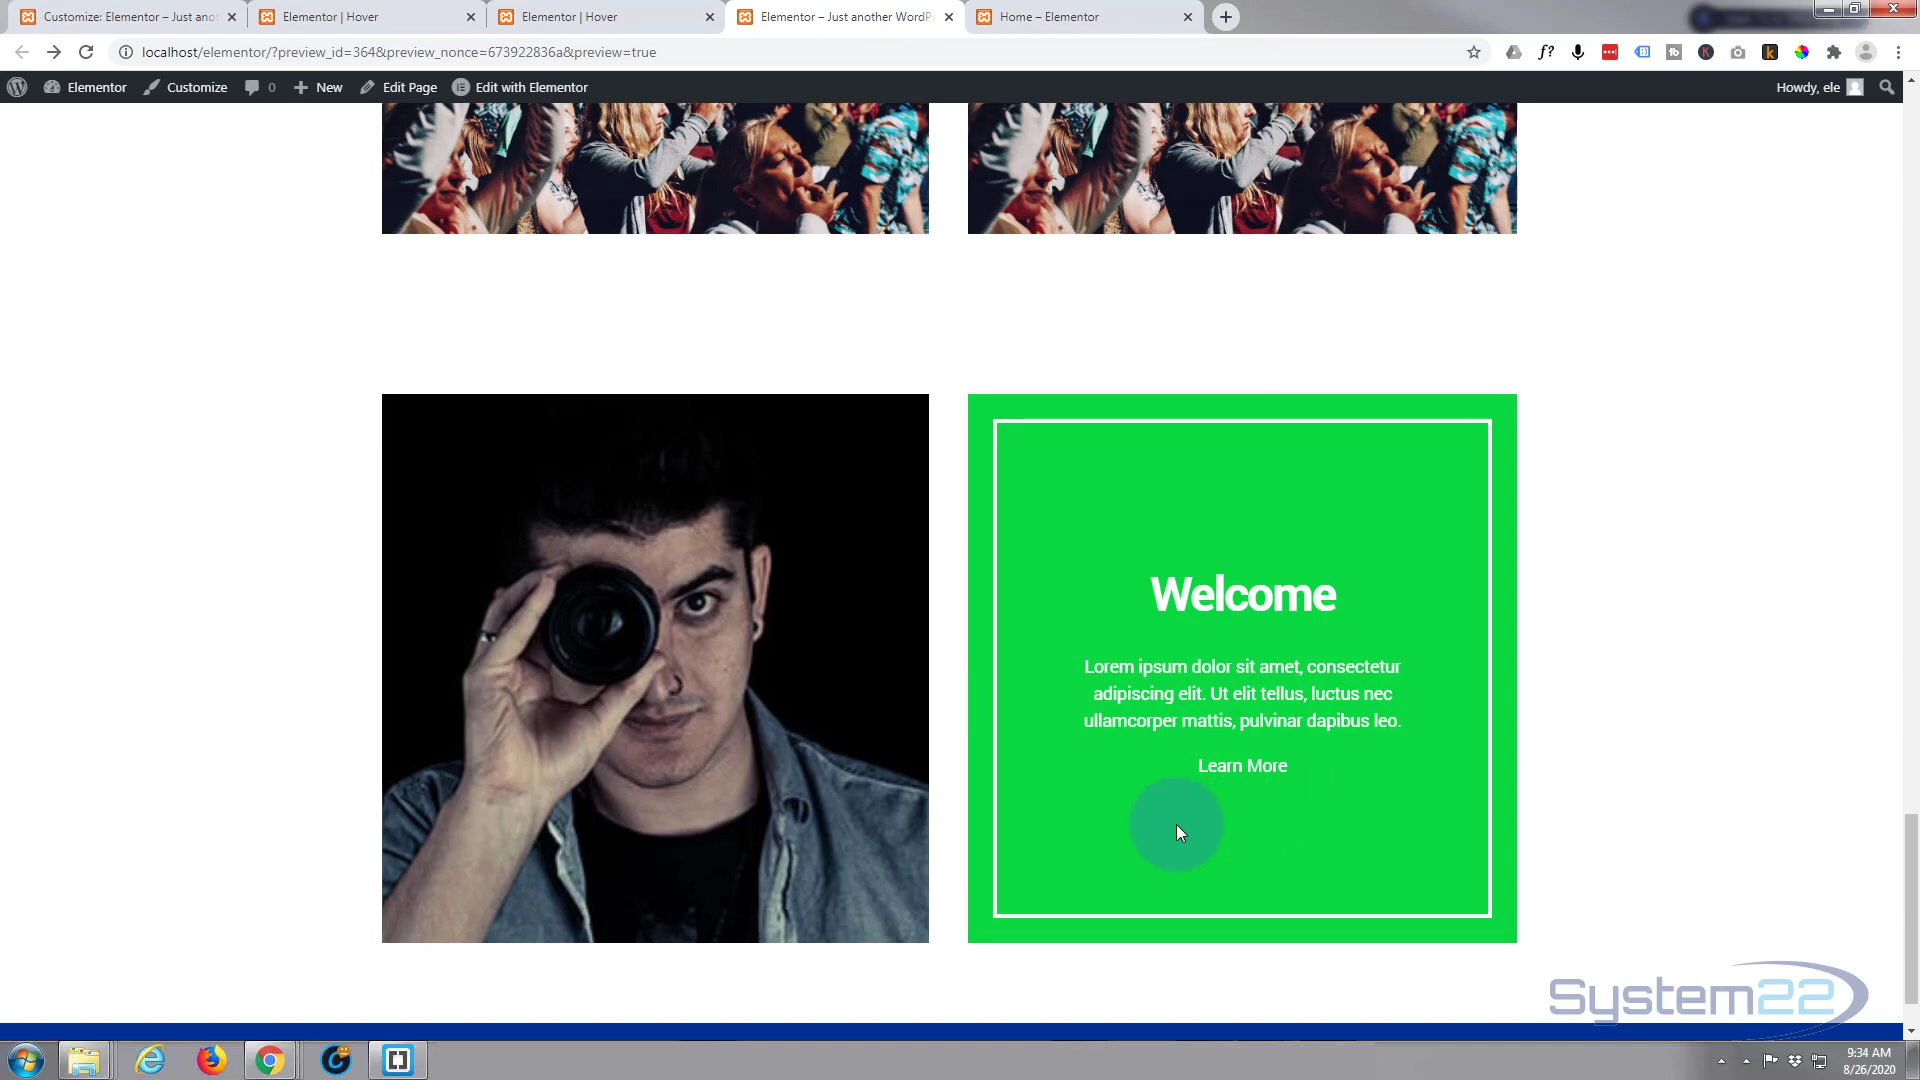 Customize: Elementor – Just anot
Elementor | Hover
Elementor | Hover
Elementor – Just another WordPr
Home – Elementor
localhost/elementor/?preview_id=364&preview_nonce=673922836a&preview=true
Elementor
Customize
0
New
Edit Page
Edit with Elementor
Howdy, ele
Welcome
Lorem ipsum dolor sit amet, consectetur
adipiscing elit. Ut elit tellus, luctus nec
ullamcorper mattis, pulvinar dapibus leo.
Learn More
System22
9:34 AM
8/26/2020